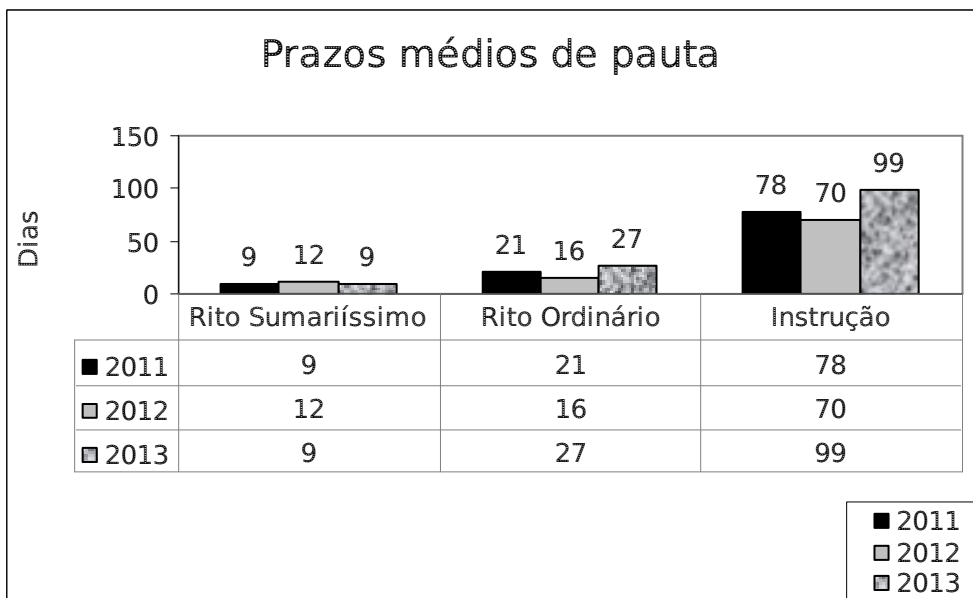 Prazos médios de pauta
150
100
50
0
Dias
9 12 9
21 16 27
78 70 99
Rito Sumariíssimo Rito Ordinário Instrução
2011 9 21 78
2012 12 16 70
2013 9 27 99
2011
2012
2013